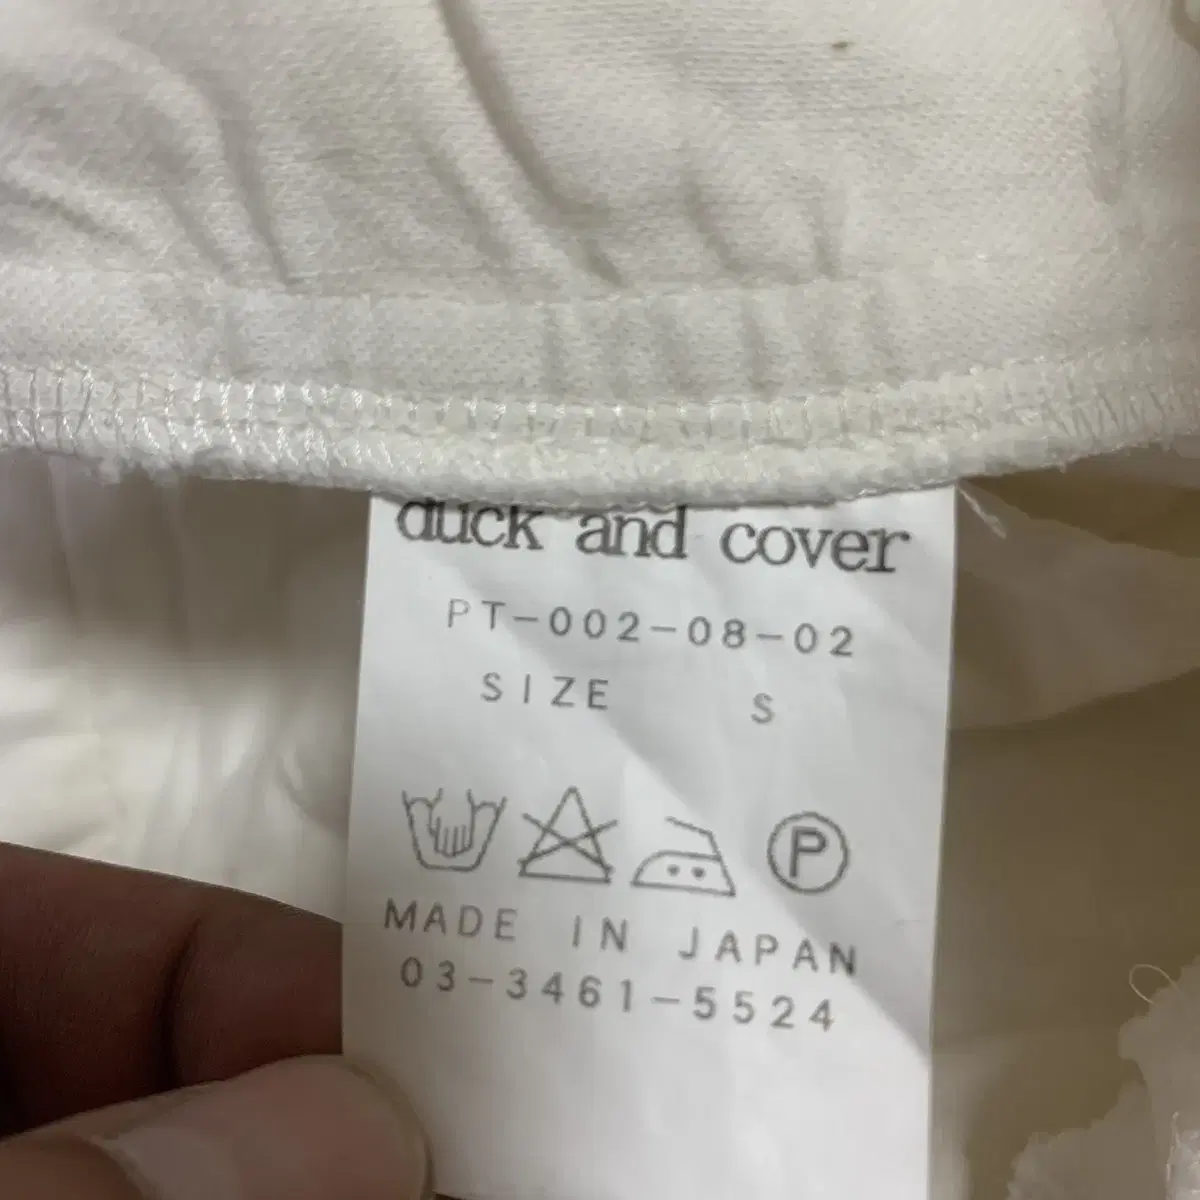 duck and cover
PT-002-08-02
SIZE S
P
MADE IN JAPAN
03-3461-5524